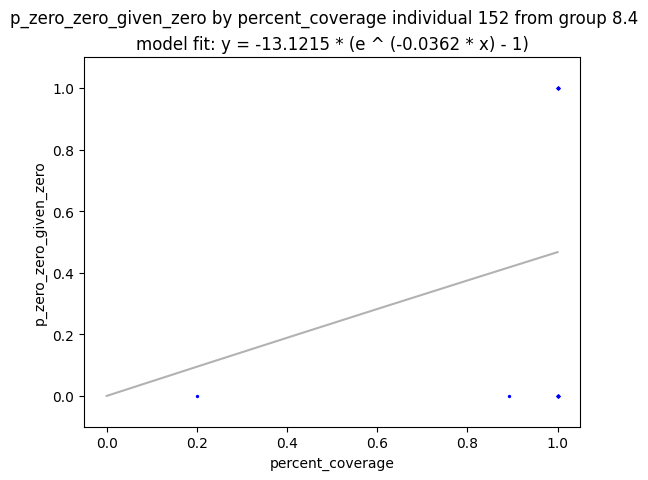 p_zero_zero_given_zero by percent_coverage individual 152 from group 8.4
model fit: y = -13.1215 * (e ^ (-0.0362 * x) - 1)
1.0
0.8
0.6
0.4
0.2
0.0
p_zero_zero_given_zero
0.0 0.2 0.4 0.6 0.8 1.0
percent_coverage